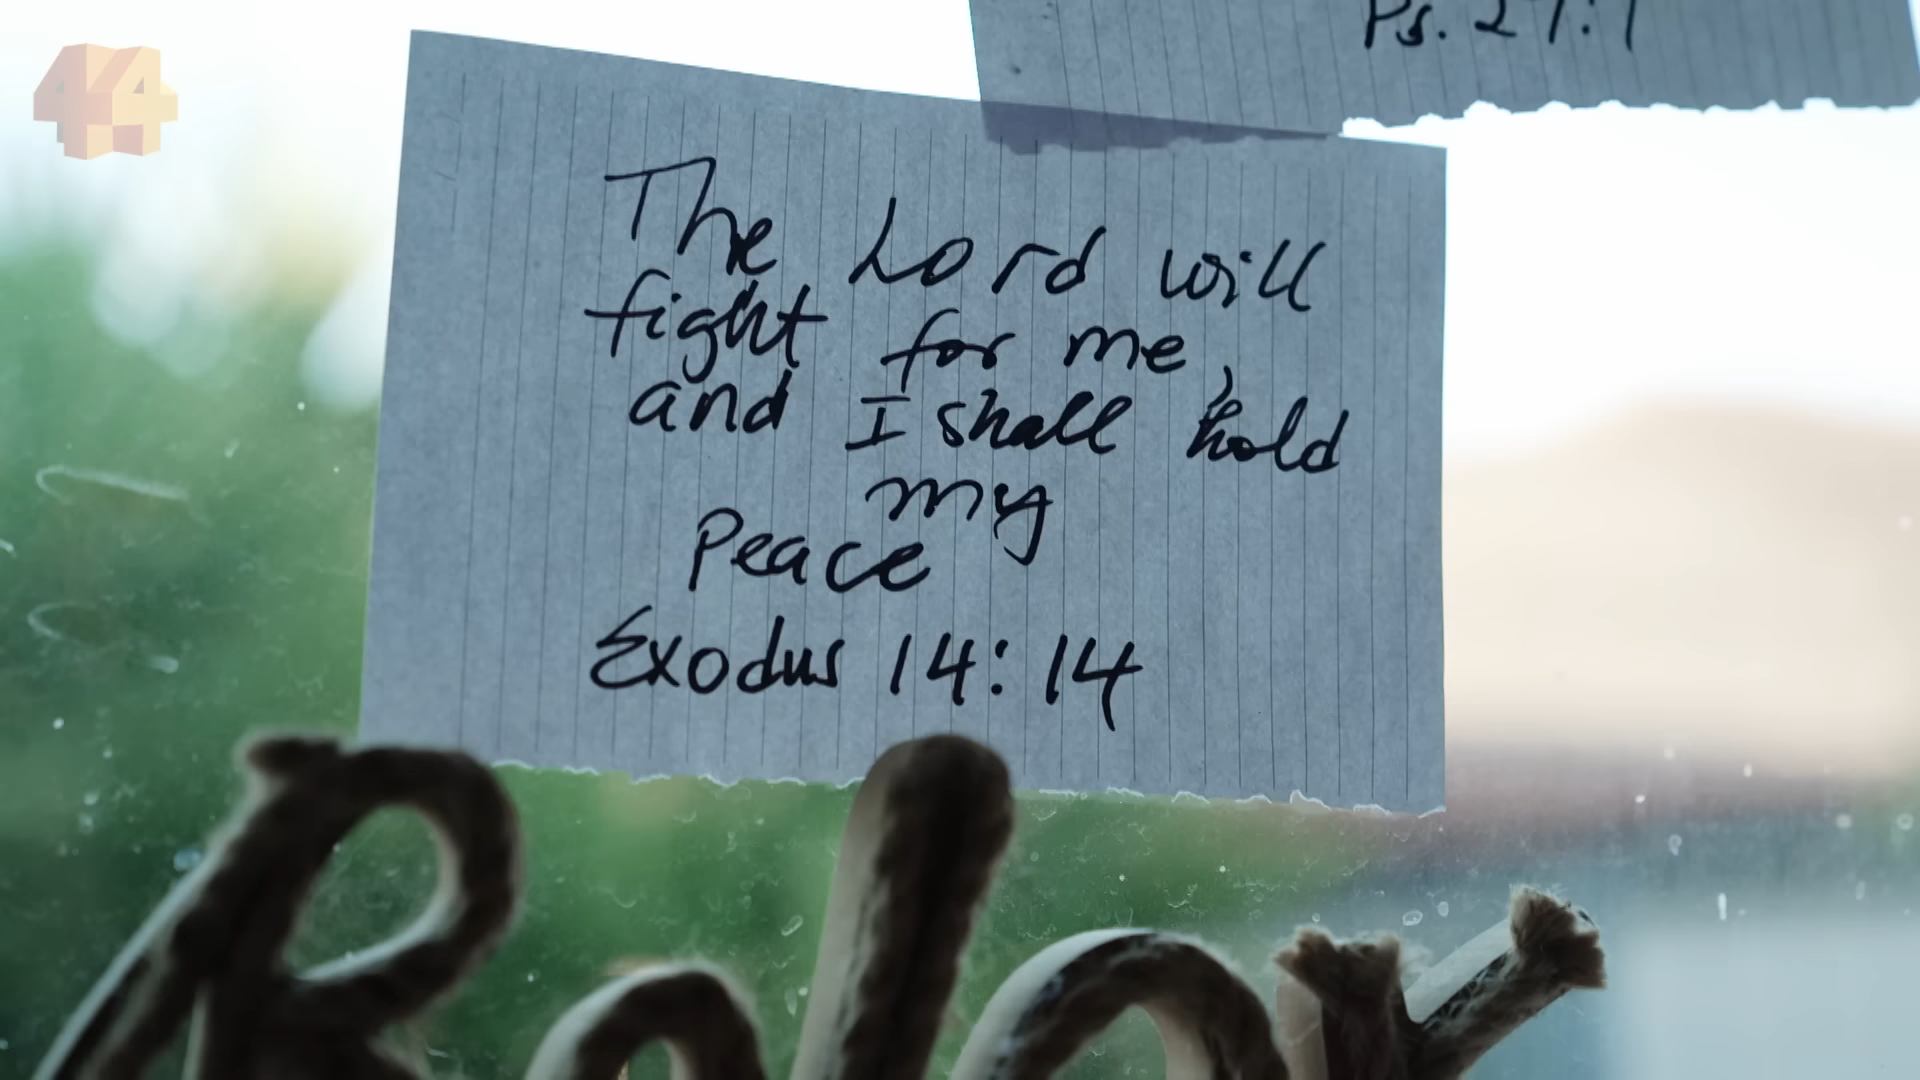 Ps. 27:1
The Lord will
fight for me,
and I shall hold
my
Peace
Exodus 14:14